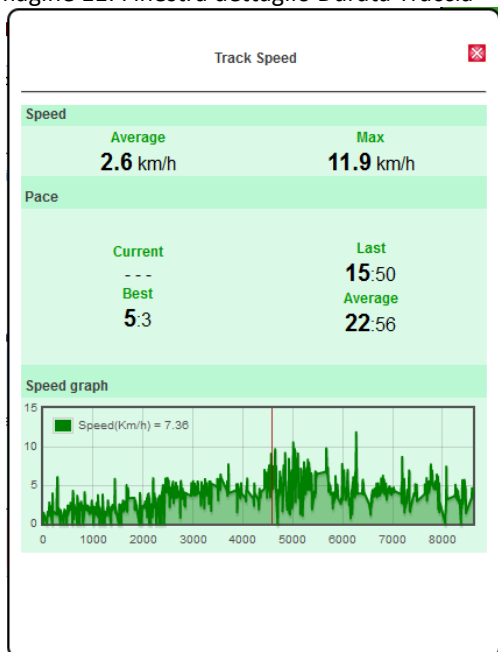 Track Speed
Speed
Average Max
2.6 km/h 11.9 km/h
Pace
Current Last
- - - 15:50
Best Average
5:3 22:56
Speed graph
15
Speed(Km/h) = 7.36
10
5
0
0 1000 2000 3000 4000 5000 6000 7000 8000